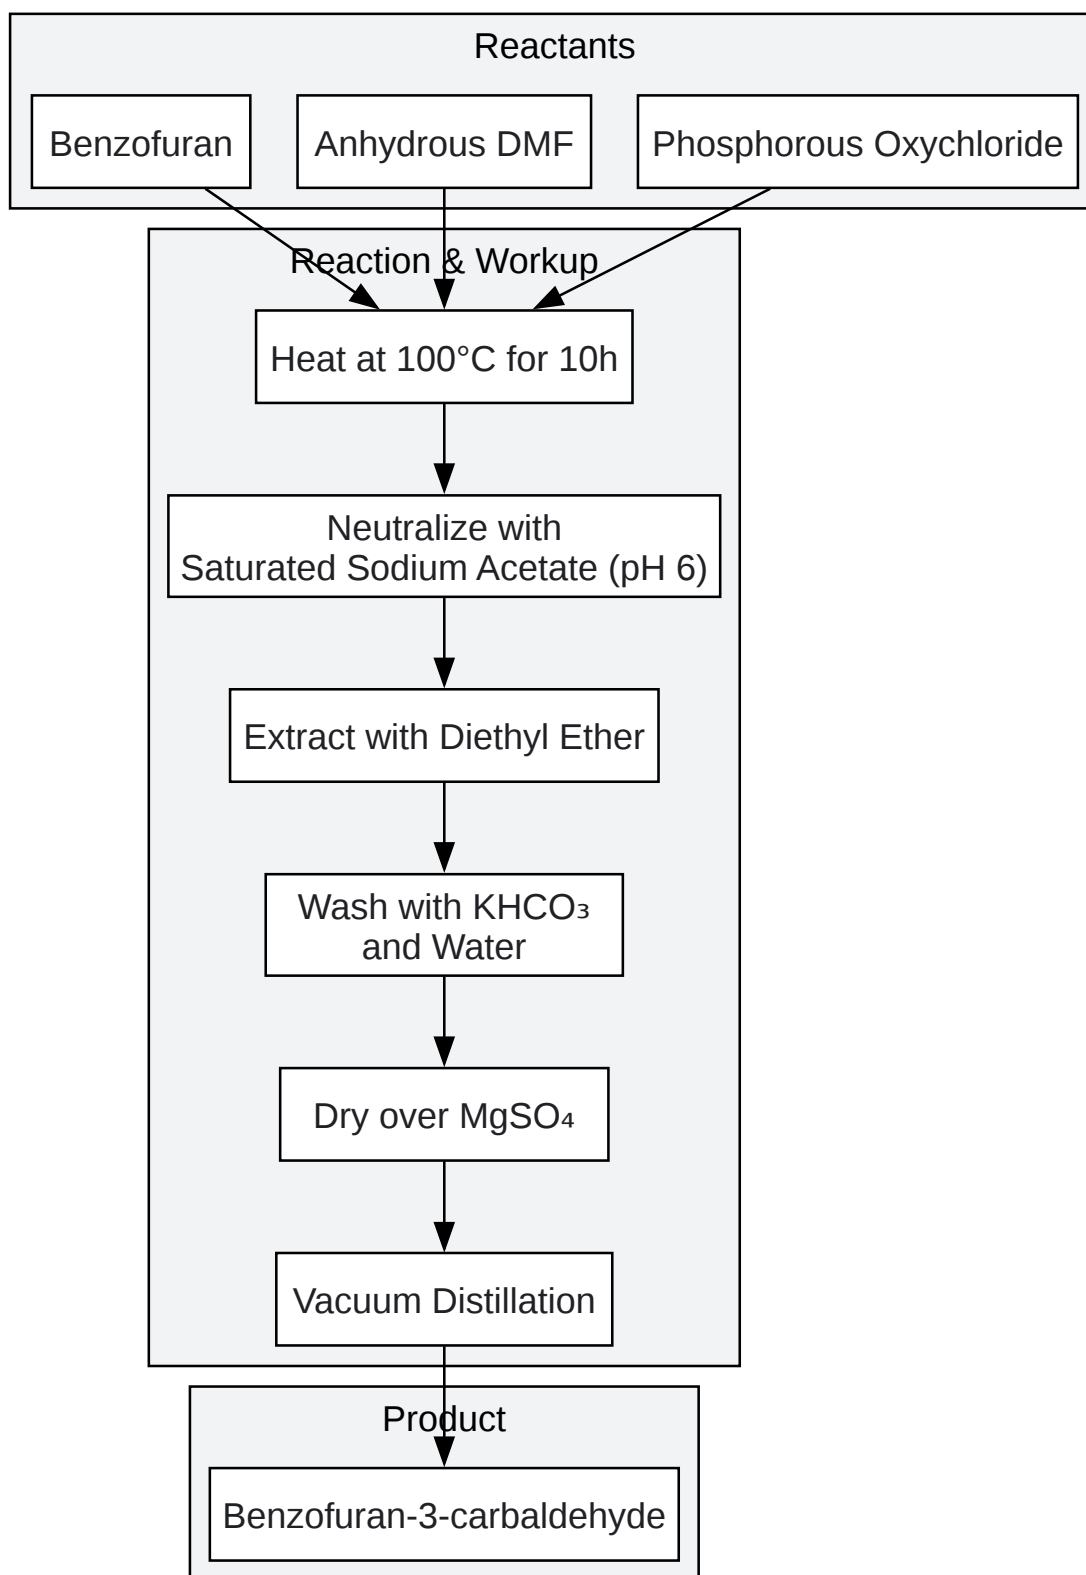 Reactants
Benzofuran
Anhydrous DMF
Phosphorous Oxychloride
Reaction & Workup
Heat at 100°C for 10h
Neutralize with
Saturated Sodium Acetate (pH 6)
Extract with Diethyl Ether
Wash with KHCO₃
and Water
Dry over MgSO₄
Vacuum Distillation
Product
Benzofuran-3-carbaldehyde